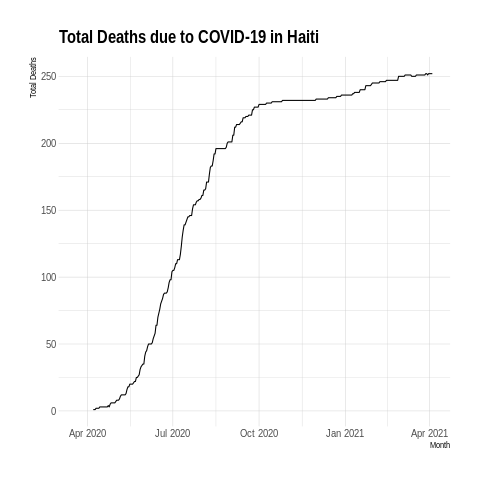 Total Deaths due to COVID-19 in Haiti
Total Deaths
250
200
150
100
50
0
Apr 2020 Jul 2020 Oct 2020 Jan 2021 Apr 2021
Month